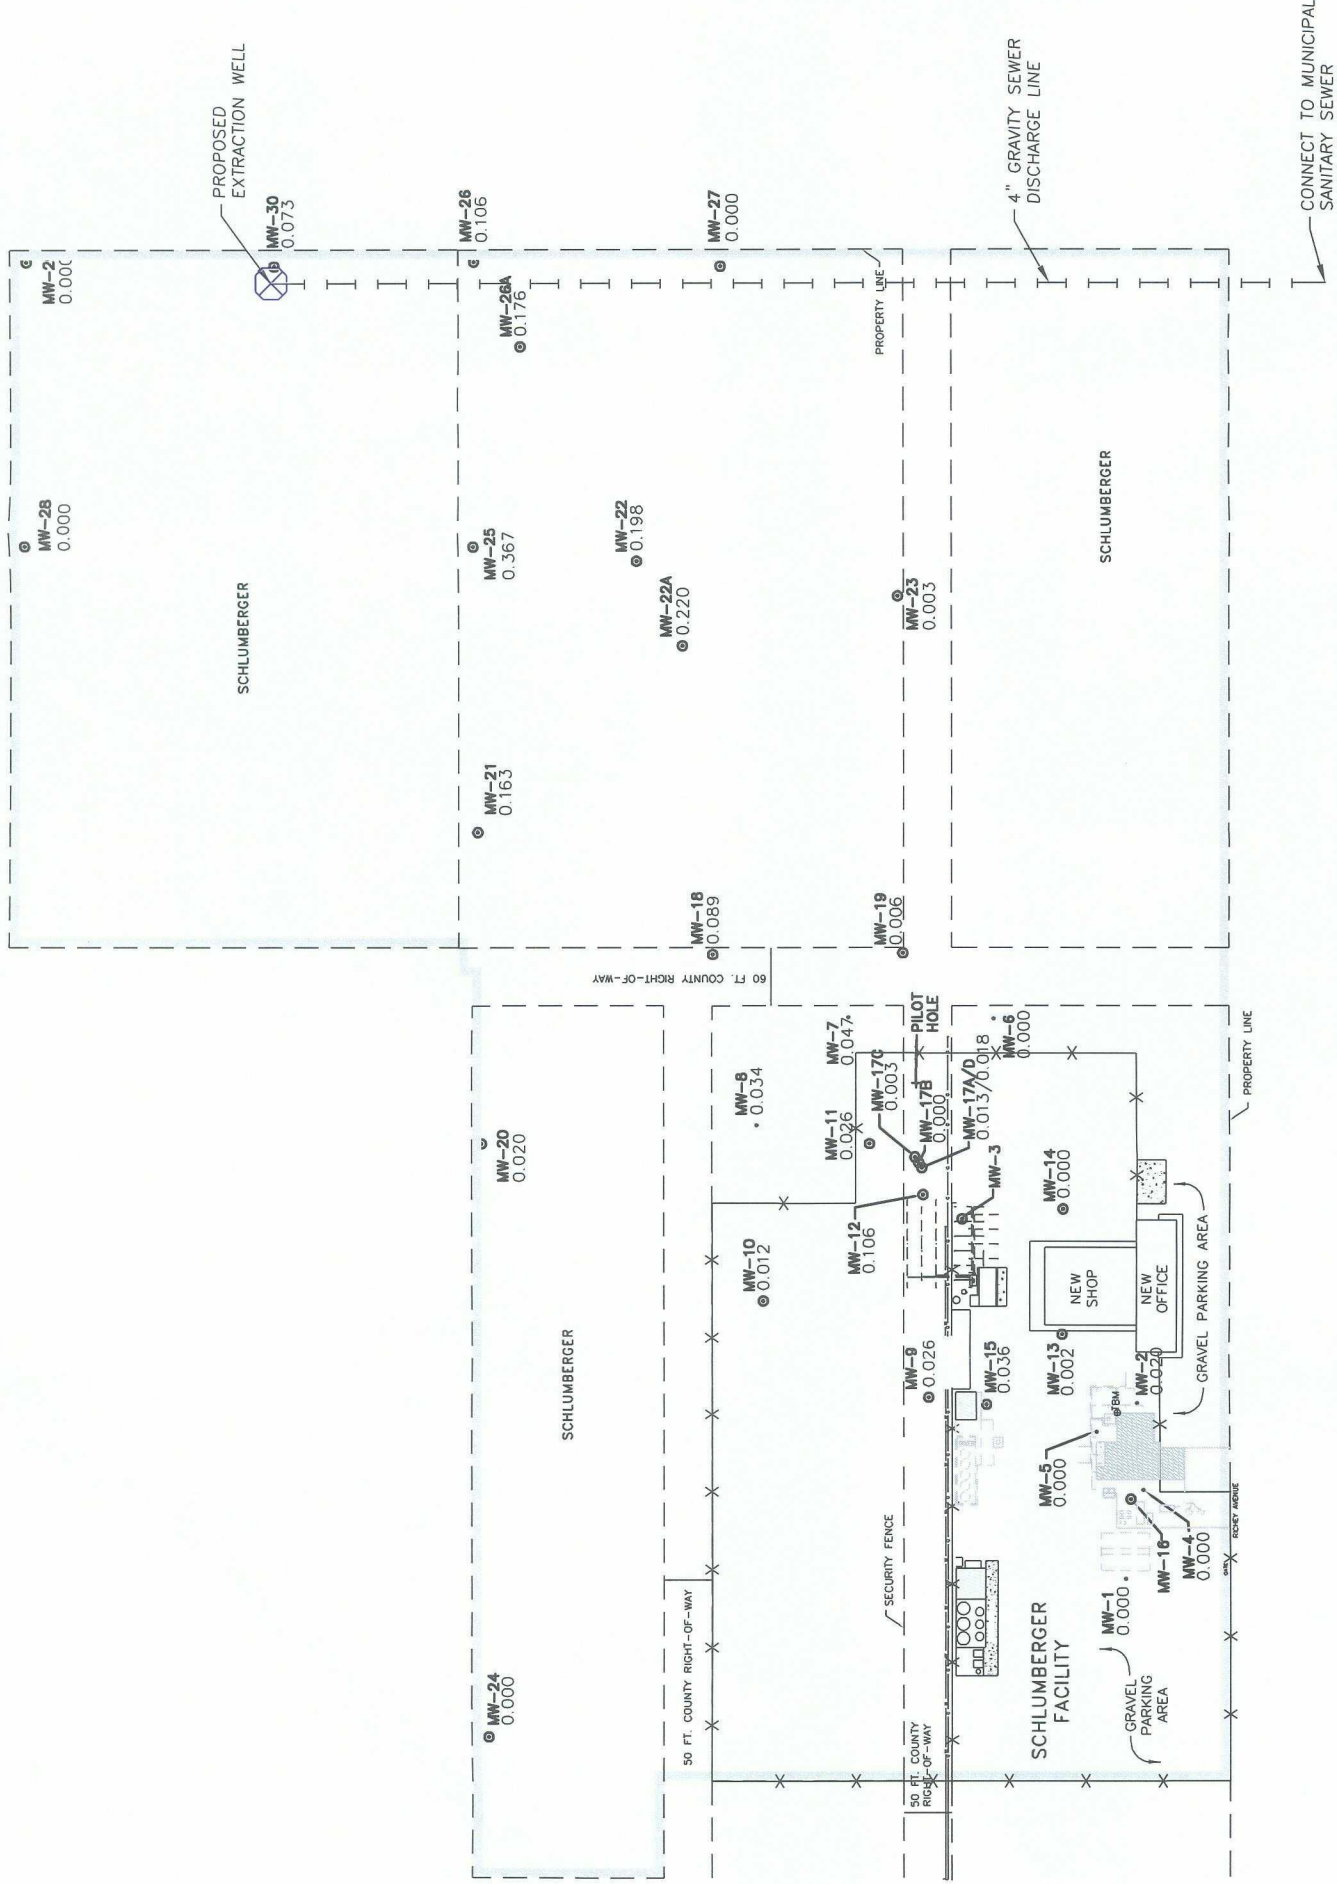 PROPOSED
EXTRACTION WELL
MW-2
0.000
MW-30
0.073
MW-26
0.106
MW-27
0.000
MW-26A
0.176
PROPERTY LINE
4" GRAVITY SEWER
DISCHARGE LINE
CONNECT TO MUNICIPAL
SANITARY SEWER
MW-28
0.000
SCHLUMBERGER
MW-25
0.367
MW-22
0.198
MW-22A
0.220
MW-23
0.003
SCHLUMBERGER
MW-21
0.163
MW-18
0.089
MW-19
0.006
60 FT. COUNTY RIGHT-OF-WAY
MW-20
0.020
MW-8
0.034
MW-7
0.047
MW-11
0.026
MW-17C
0.003
PILOT
HOLE
MW-17B
0.000
MW-17A/D
0.013/0.018
MW-6
0.000
MW-3
MW-14
0.000
PROPERTY LINE
MW-10
0.012
MW-12
0.106
NEW
SHOP
NEW
OFFICE
GRAVEL PARKING AREA
SCHLUMBERGER
MW-9
0.026
MW-15
0.036
MW-13
0.002
MW-2
0.020
TBM
MW-5
0.000
SECURITY FENCE
MW-16
MW-4
0.000
MW-1
0.000
RICHEY AVENUE
GATE
MW-24
0.000
50 FT. COUNTY RIGHT-OF-WAY
50 FT. COUNTY
RIGHT-OF-WAY
SCHLUMBERGER
FACILITY
GRAVEL
PARKING
AREA